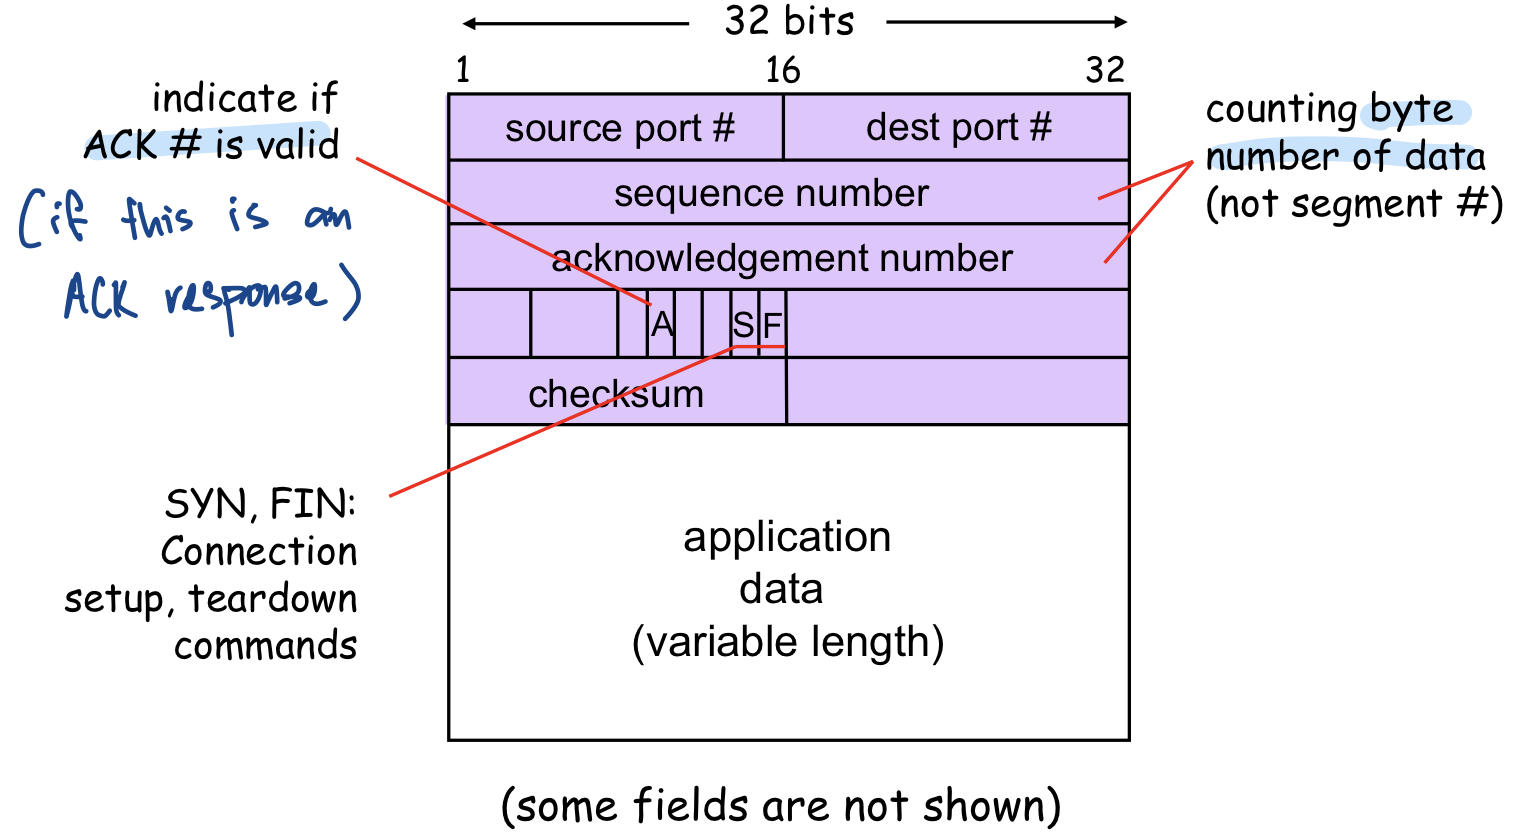 32 bits
1 16 32
indicate if
ACK # is valid
(if this is an
ACK response)
source port # dest port #
sequence number
acknowledgement number
A S F
checksum
counting byte
number of data
(not segment #)
SYN, FIN:
Connection
setup, teardown
commands
application
data
(variable length)
(some fields are not shown)